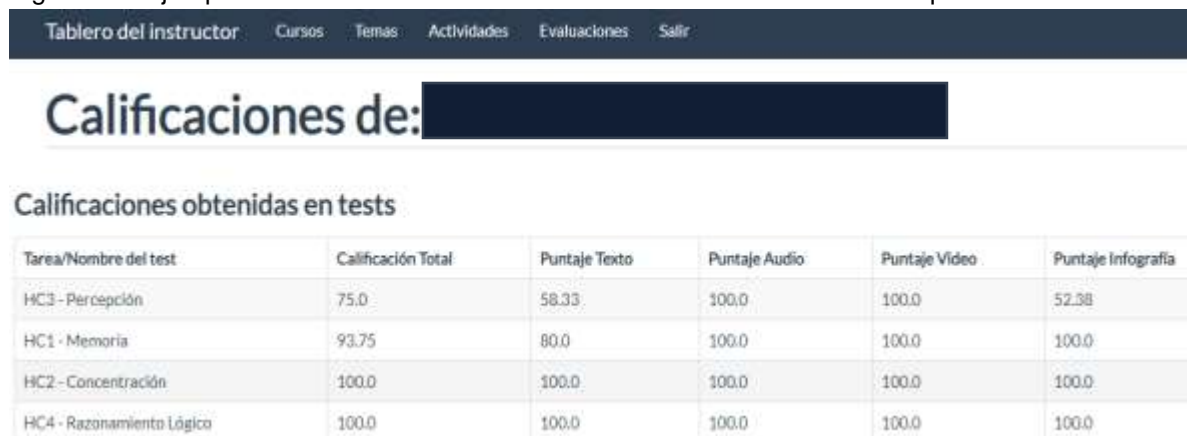 Tablero del instructor Cursos Temas Actividades Evaluaciones Salir
Calificaciones de:
Calificaciones obtenidas en tests
Tarea/Nombre del test Calificación Total Puntaje Texto Puntaje Audio Puntaje Video Puntaje Infografía
HC3 - Percepción 75.0 58.33 100.0 100.0 52.38
HC1 - Memoria 93.75 80.0 100.0 100.0 100.0
HC2 - Concentración 100.0 100.0 100.0 100.0 100.0
HC4 - Razonamiento Lógico 100.0 100.0 100.0 100.0 100.0